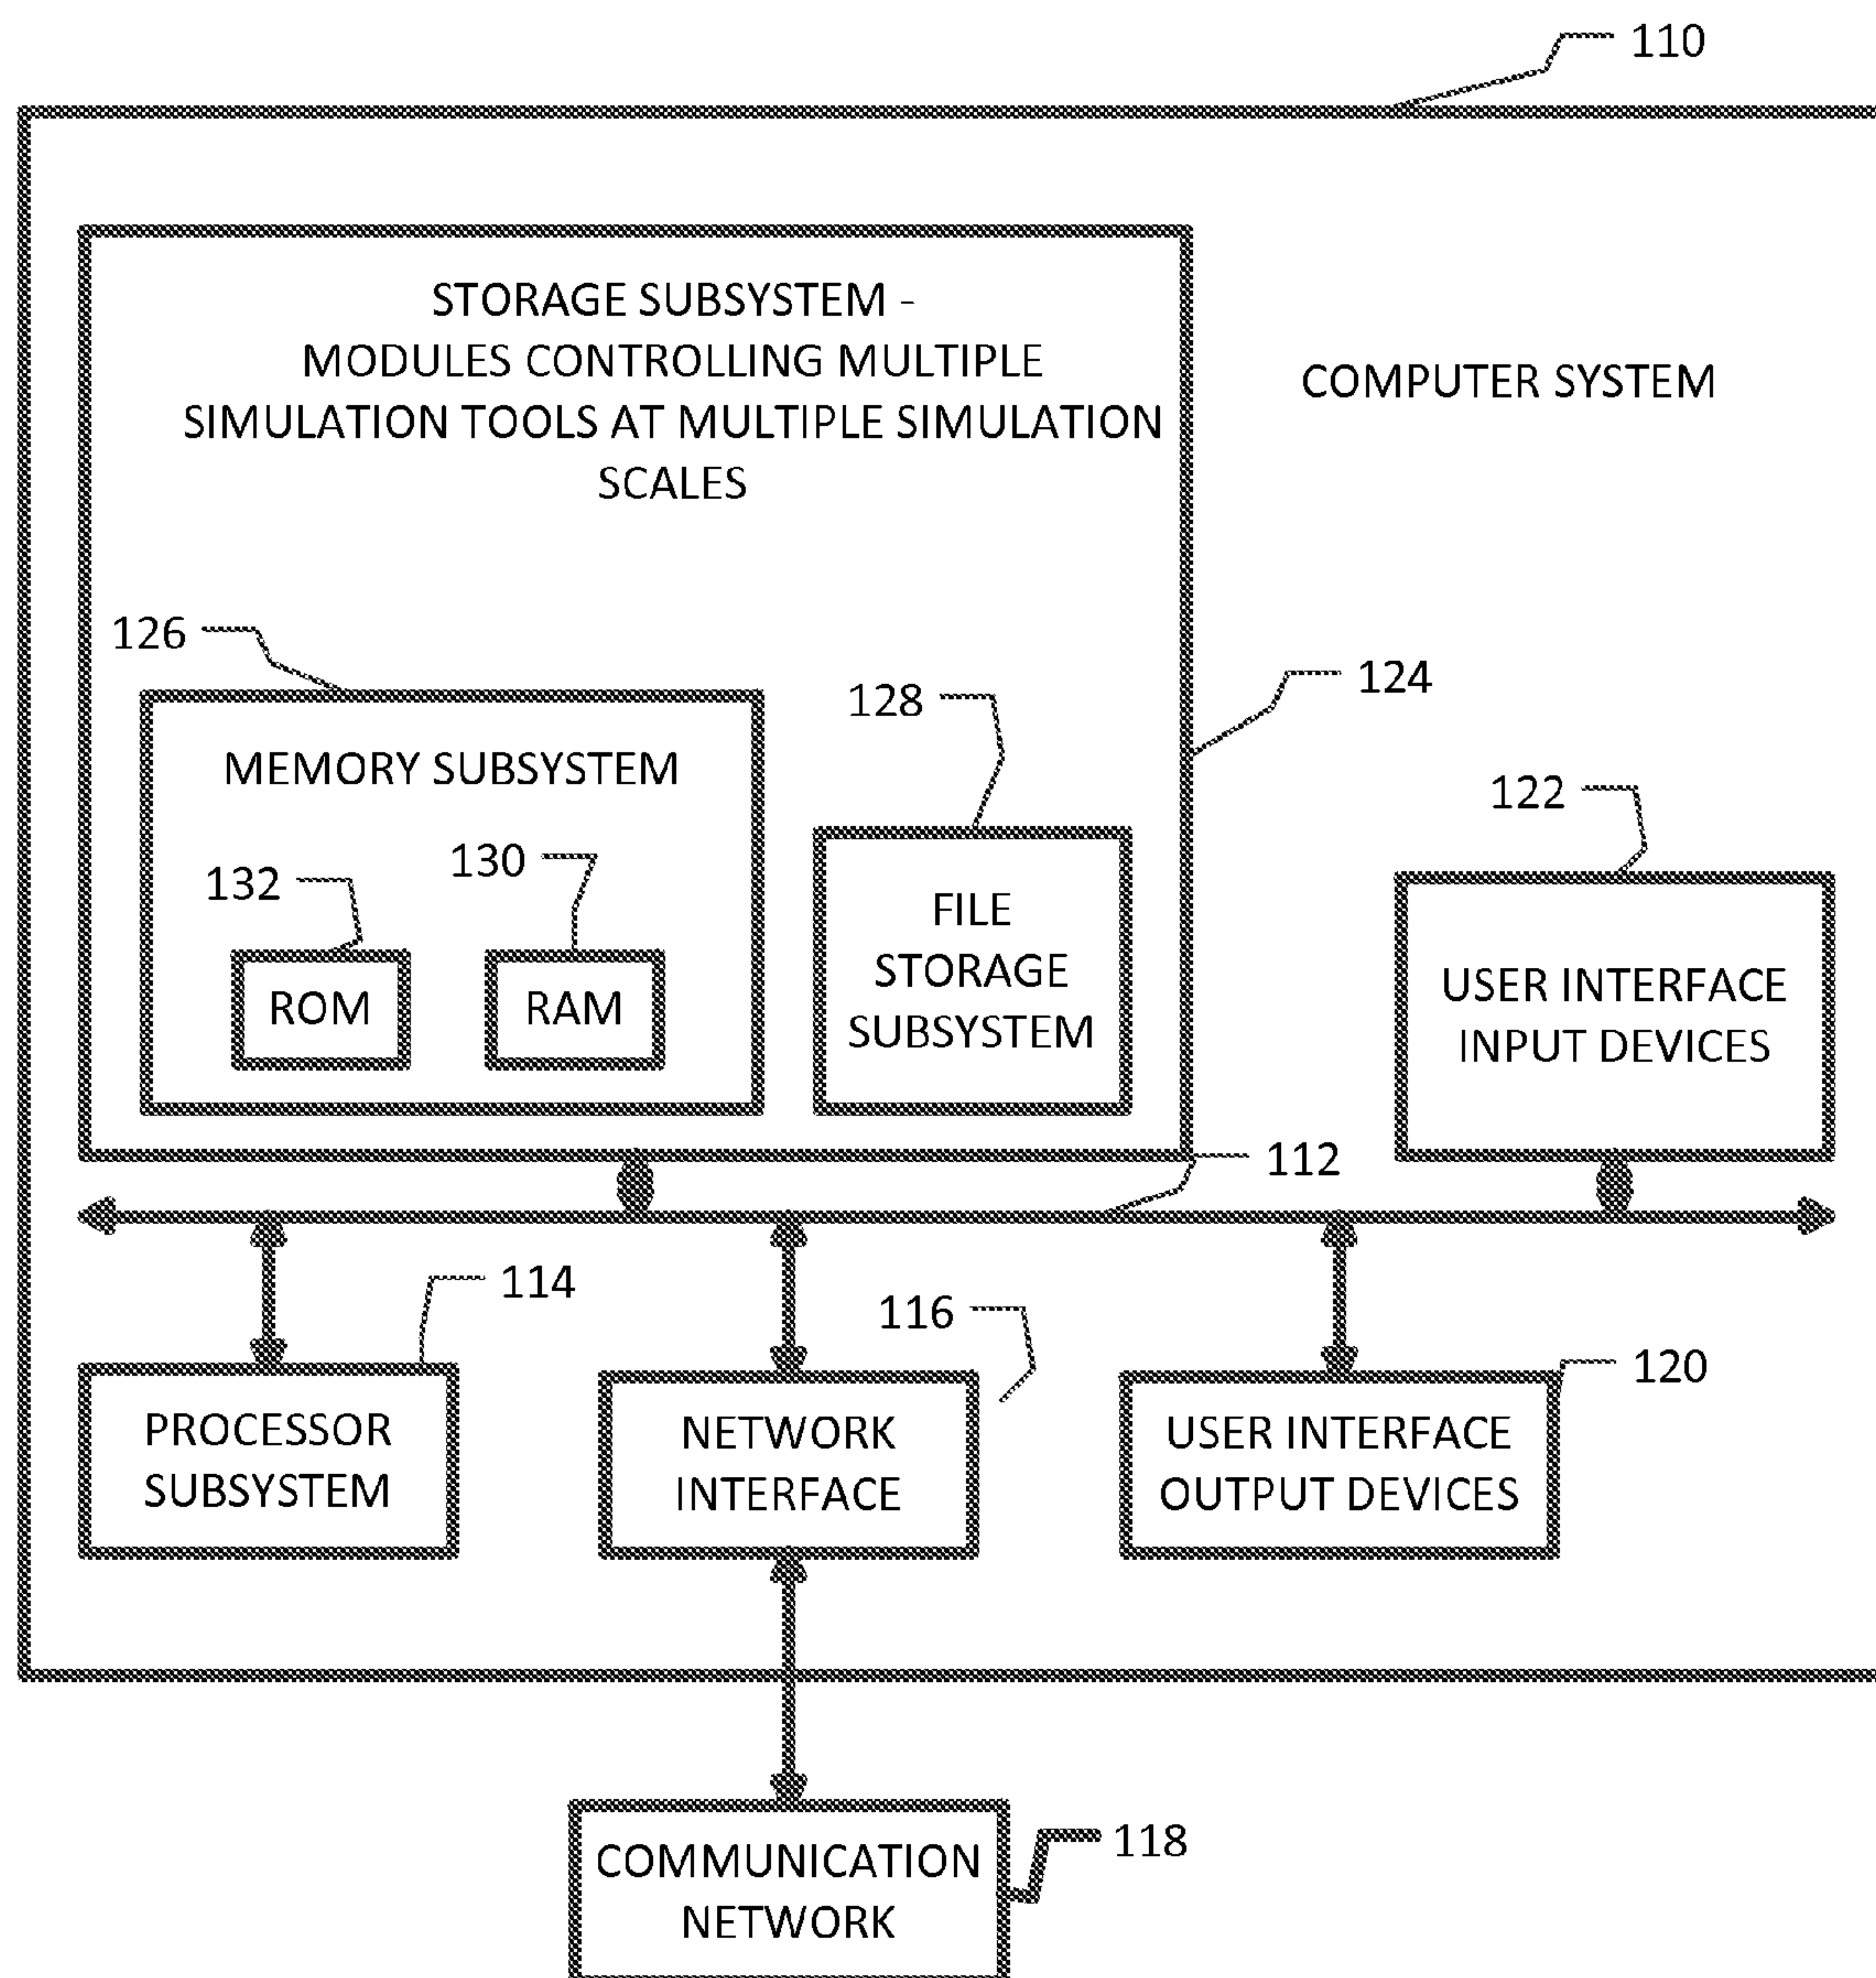 110
STORAGE SUBSYSTEM -
MODULES CONTROLLING MULTIPLE
SIMULATION TOOLS AT MULTIPLE SIMULATION
SCALES
COMPUTER SYSTEM
126
124
128
MEMORY SUBSYSTEM
122
132
130
FILE
STORAGE
SUBSYSTEM
ROM
RAM
USER INTERFACE
INPUT DEVICES
112
114
116
120
PROCESSOR
SUBSYSTEM
NETWORK
INTERFACE
USER INTERFACE
OUTPUT DEVICES
118
COMMUNICATION
NETWORK